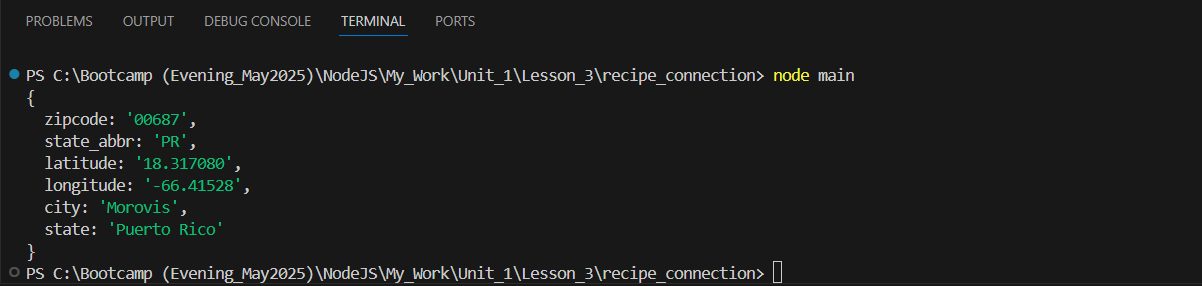 PROBLEMS OUTPUT DEBUG CONSOLE TERMINAL PORTS
PS C:\Bootcamp (Evening_May2025)\NodeJS\My_Work\Unit_1\Lesson_3\recipe_connection> node main
{
  zipcode: '00687',
  state_abbr: 'PR',
  latitude: '18.317080',
  longitude: '-66.41528',
  city: 'Morovis',
  state: 'Puerto Rico'
}
PS C:\Bootcamp (Evening_May2025)\NodeJS\My_Work\Unit_1\Lesson_3\recipe_connection>